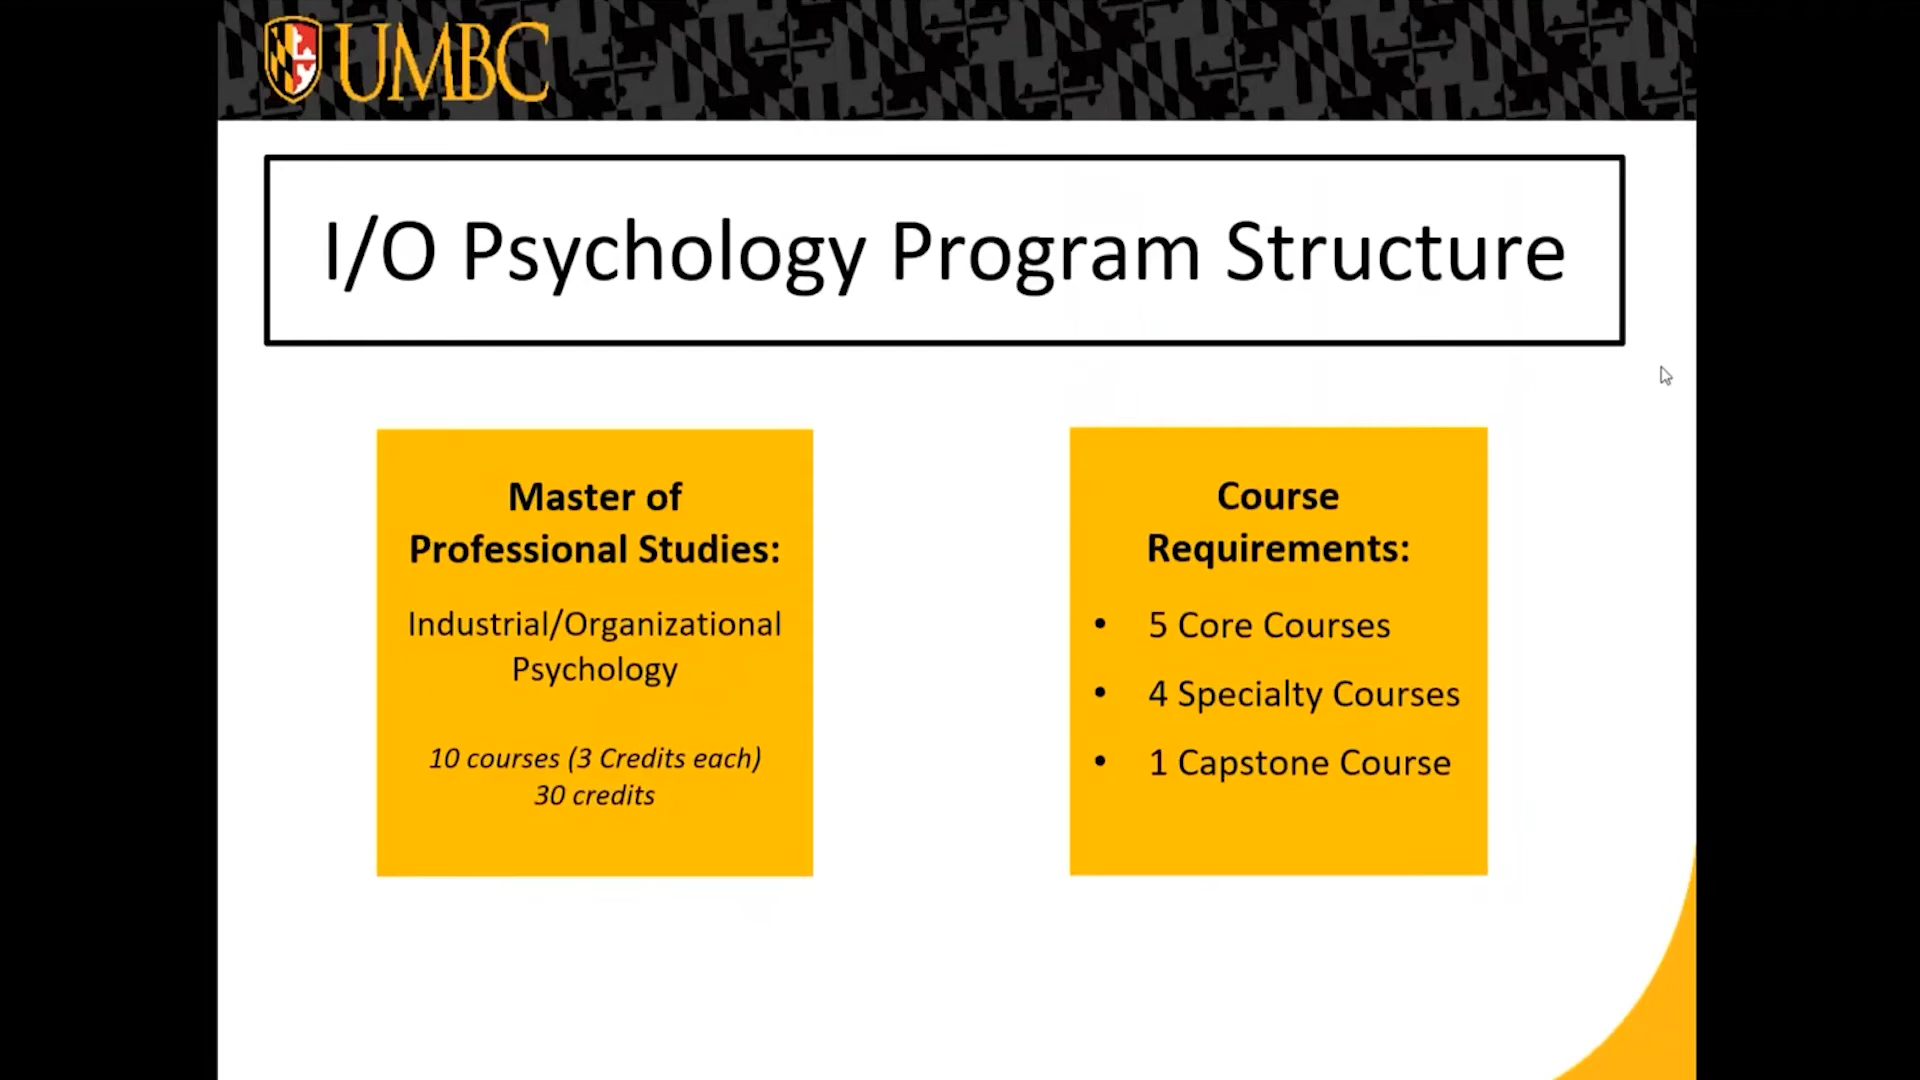 UMBC
I/O Psychology Program Structure
Master of
Professional Studies:
Industrial/Organizational
Psychology
10 courses (3 Credits each)
30 credits
Course
Requirements:
• 5 Core Courses
• 4 Specialty Courses
• 1 Capstone Course